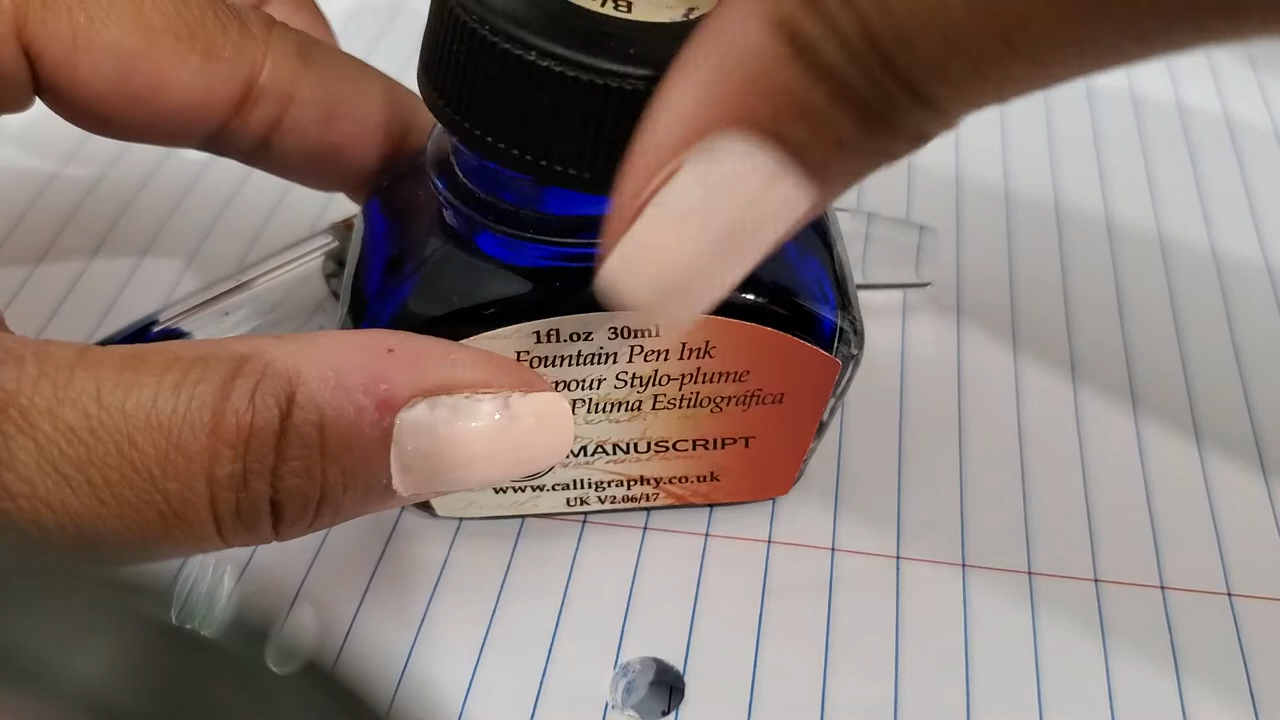 1fl.oz 30ml
Fountain Pen Ink
pour Stylo-plume
Pluma Estilográfica
MANUSCRIPT
www.calligraphy.co.uk
UK V2.06/17